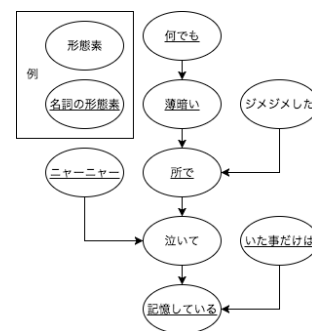 形態素
例
名詞の形態素
何でも
薄暗い
ジメジメした
ニャーニャー
所で
泣いて
いた事だけは
記憶している